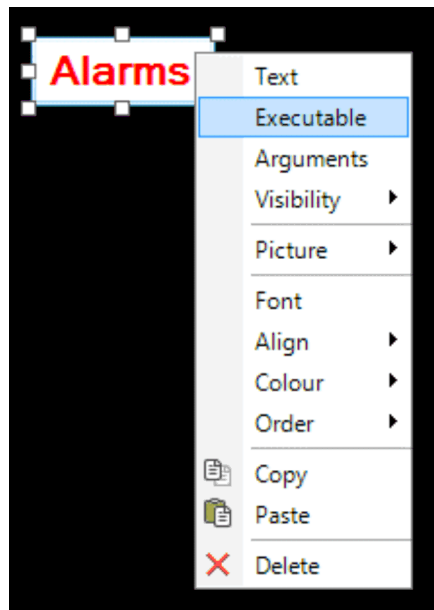 Alarms
Text
Executable
Arguments
Visibility
Picture
Font
Align
Colour
Order
Copy
Paste
Delete